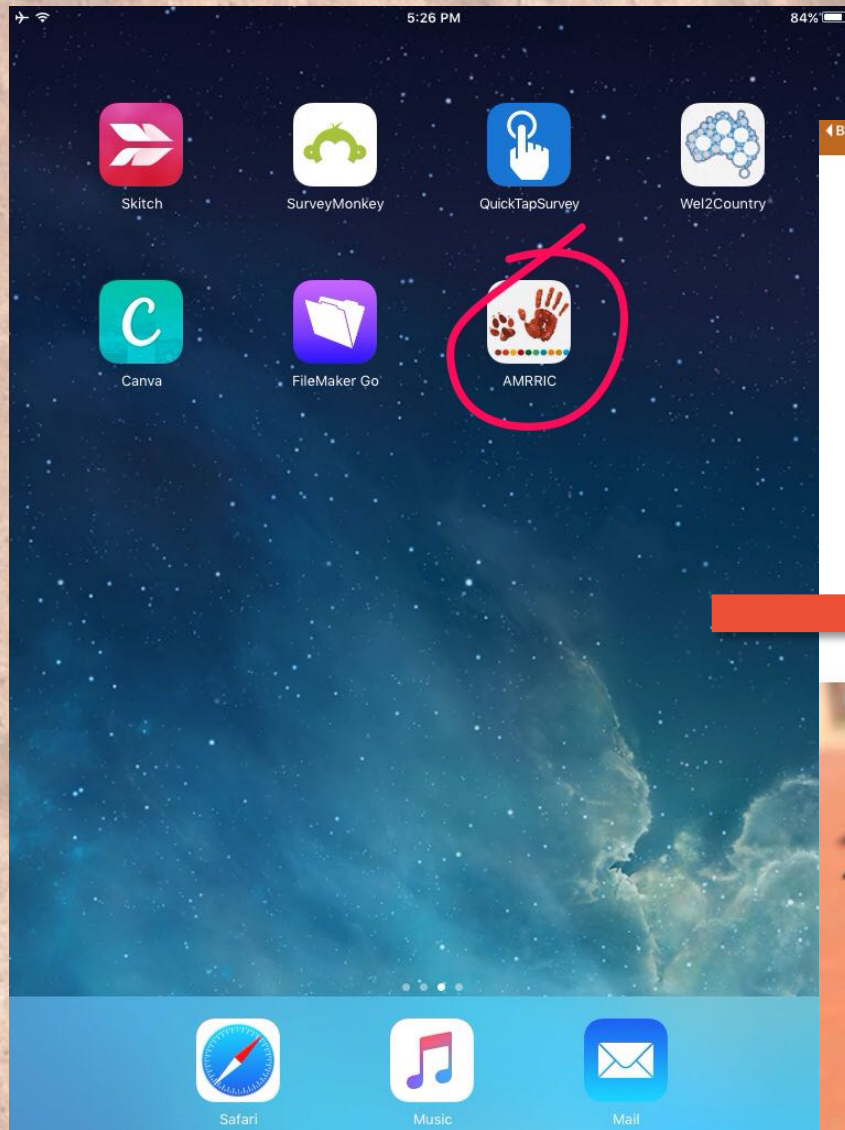 5:26 PM 84%
Skitch SurveyMonkey QuickTapSurvey Wel2Country
C
Canva FileMaker Go AMRRIC
Safari Music Mail
◀B